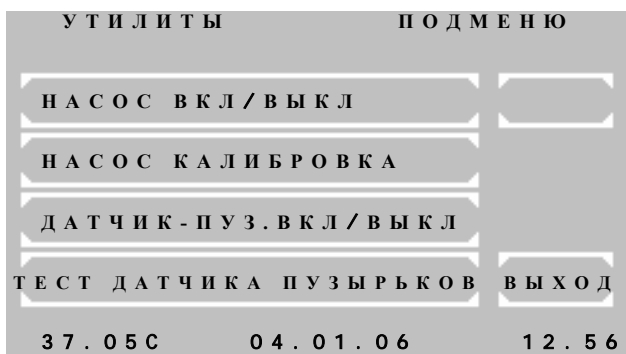 УТИЛИТЫ ПОДМЕНЮ
НАСОС ВКЛ/ВЫКЛ
НАСОС КАЛИБРОВКА
ДАТЧИК-ПУЗ.ВКЛ/ВЫКЛ
ТЕСТ ДАТЧИКА ПУЗЫРЬКОВ ВЫХОД
37.05C 04.01.06 12.56